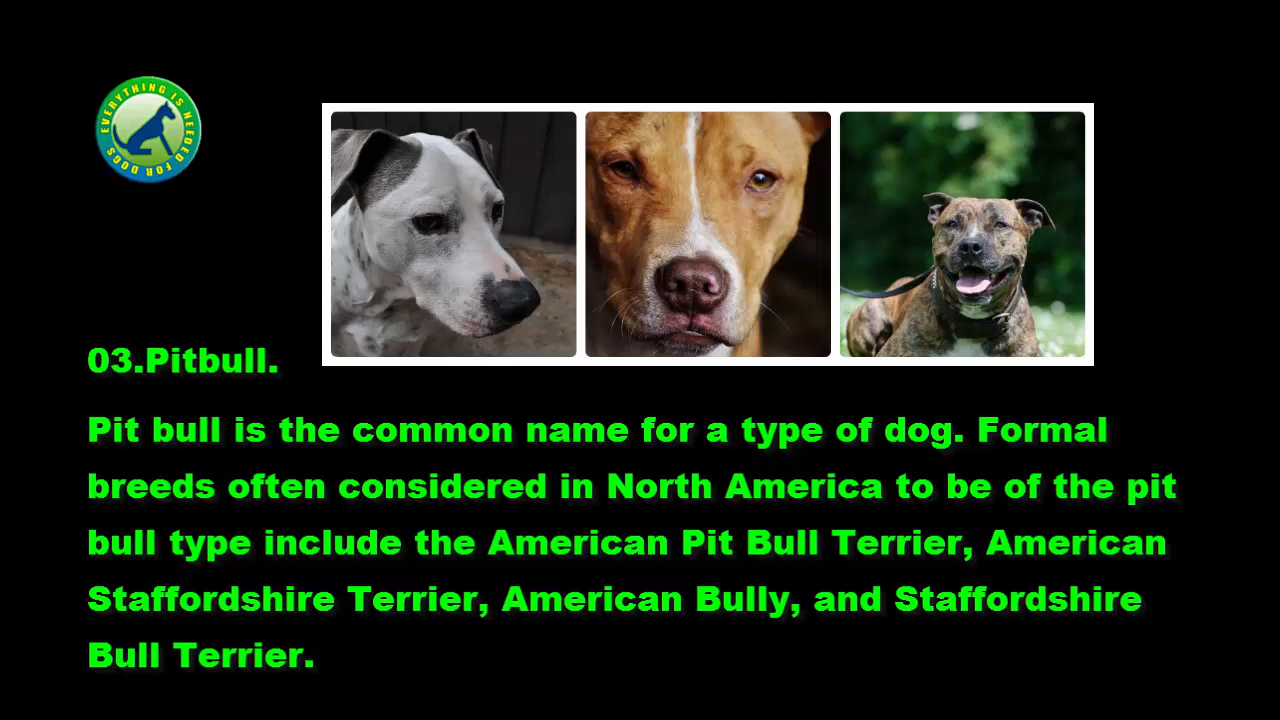 EVERYTHING IS NEEDED FOR DOGS
03.Pitbull.
Pit bull is the common name for a type of dog. Formal
breeds often considered in North America to be of the pit
bull type include the American Pit Bull Terrier, American
Staffordshire Terrier, American Bully, and Staffordshire
Bull Terrier.